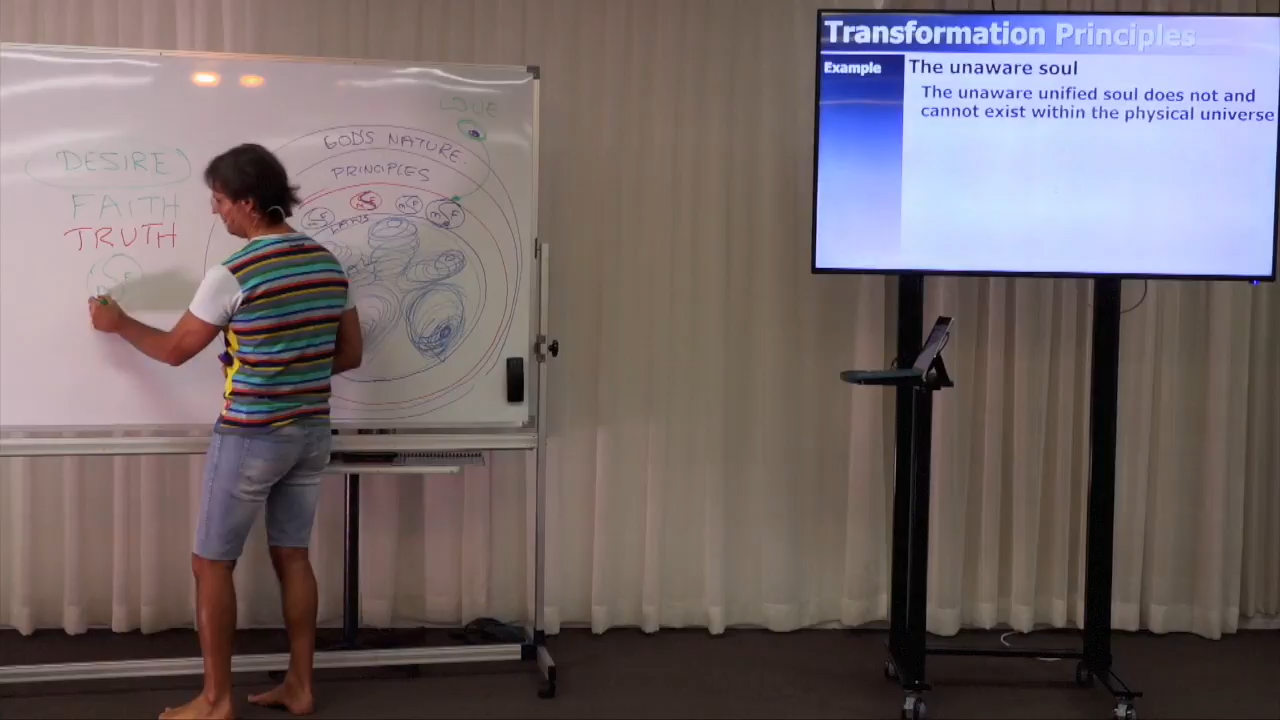 DESIRE
FAITH
TRUTH
LOVE
GOD'S NATURE
PRINCIPLES
Transformation Principles
Example
The unaware soul
The unaware unified soul does not and
cannot exist within the physical universe